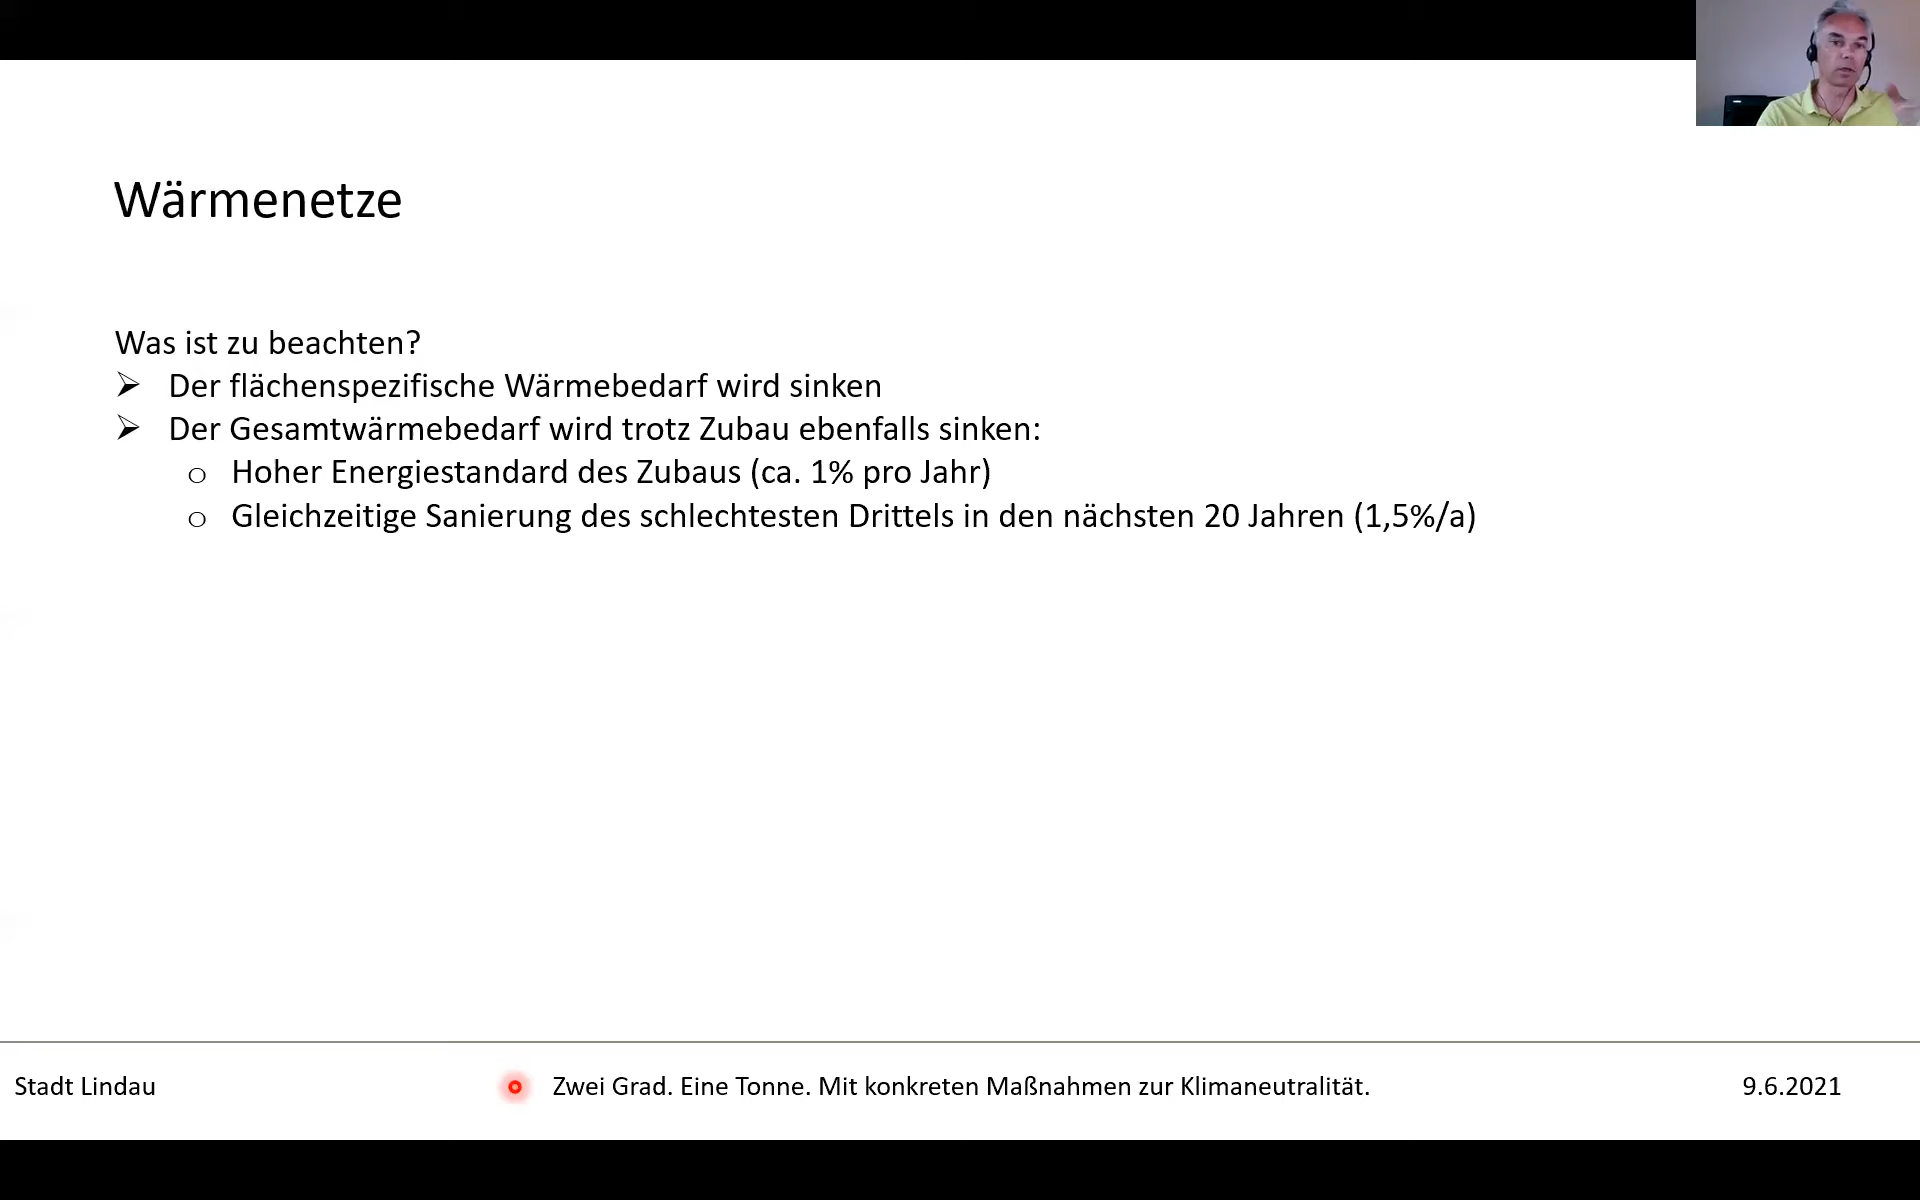 Wärmenetze
Was ist zu beachten?
➢ Der flächenspezifische Wärmebedarf wird sinken
➢ Der Gesamtwärmebedarf wird trotz Zubau ebenfalls sinken:
o Hoher Energiestandard des Zubaus (ca. 1% pro Jahr)
o Gleichzeitige Sanierung des schlechtesten Drittels in den nächsten 20 Jahren (1,5%/a)
Stadt Lindau
Zwei Grad. Eine Tonne. Mit konkreten Maßnahmen zur Klimaneutralität.
9.6.2021